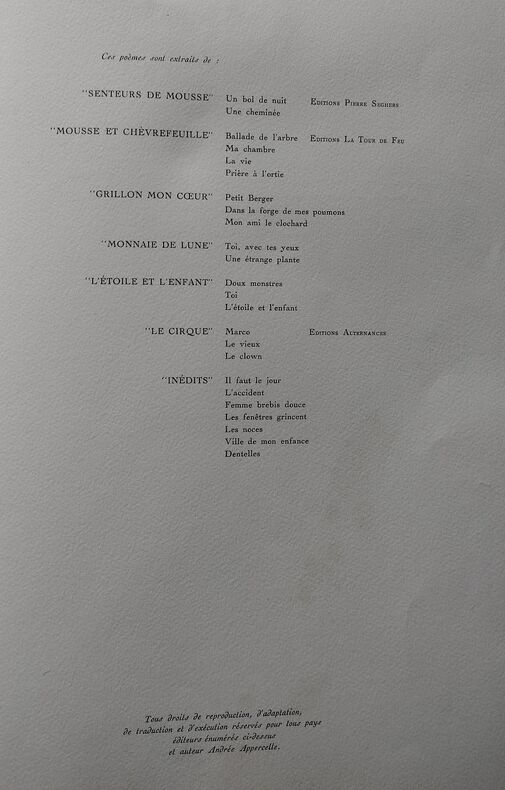 Ces poèmes sont extraits de :
"SENTEURS DE MOUSSE" Un bol de nuit EDITIONS PIERRE SEGHERS
Une cheminée
"MOUSSE ET CHÈVREFEUILLE" Ballade de l'arbre EDITIONS LA TOUR DE FEU
Ma chambre
La vie
Prière à l'ortie
"GRILLON MON CŒUR" Petit Berger
Dans la forge de mes poumons
Mon ami le clochard
"MONNAIE DE LUNE" Toi, avec tes yeux
Une étrange plante
"L'ÉTOILE ET L'ENFANT" Doux monstres
Toi
L'étoile et l'enfant
"LE CIRQUE" Marco EDITIONS ALTERNANCES
Le vieux
Le clown
"INÉDITS" Il faut le jour
L'accident
Femme brebis douce
Les fenêtres grincent
Les noces
Ville de mon enfance
Dentelles
Tous droits de reproduction, d'adaptation,
de traduction et d'exécution réservés pour tous pays
éditeurs énumérés ci-dessus
et auteur Andrée Appercelle.